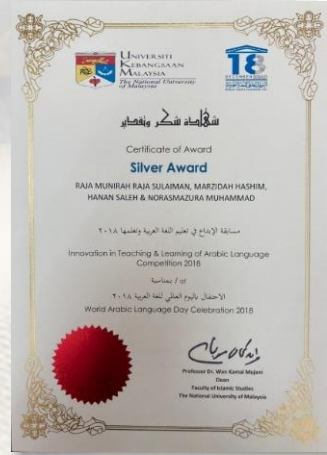 UNIVERSITI
KEBANGSAAN
MALAYSIA
The National University
of Malaysia
18
DECEMBER
شهادة شكر وتقدير
Certificate of Award
Silver Award
RAJA MUNIRAH RAJA SULAIMAN, MARZIDAH HASHIM,
HANAN SALEH & NORASMAZURA MUHAMMAD
مسابقة الإبداع في تعليم اللغة العربية وتعلمها ٢٠١٨
Innovation in Teaching & Learning of Arabic Language
Competition 2018
at / بمناسبة
الاحتفال باليوم العالمي للغة العربية ٢٠١٨
World Arabic Language Day Celebration 2018
Professor Dr. Wan Kamal Mujani
Dean
Faculty of Islamic Studies
The National University of Malaysia